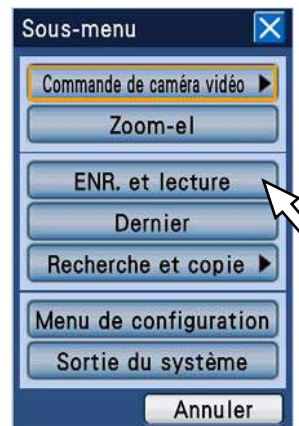 Sous-menu
Commande de caméra vidéo
Zoom-el
ENR. et lecture
Dernier
Recherche et copie
Menu de configuration
Sortie du système
Annuler